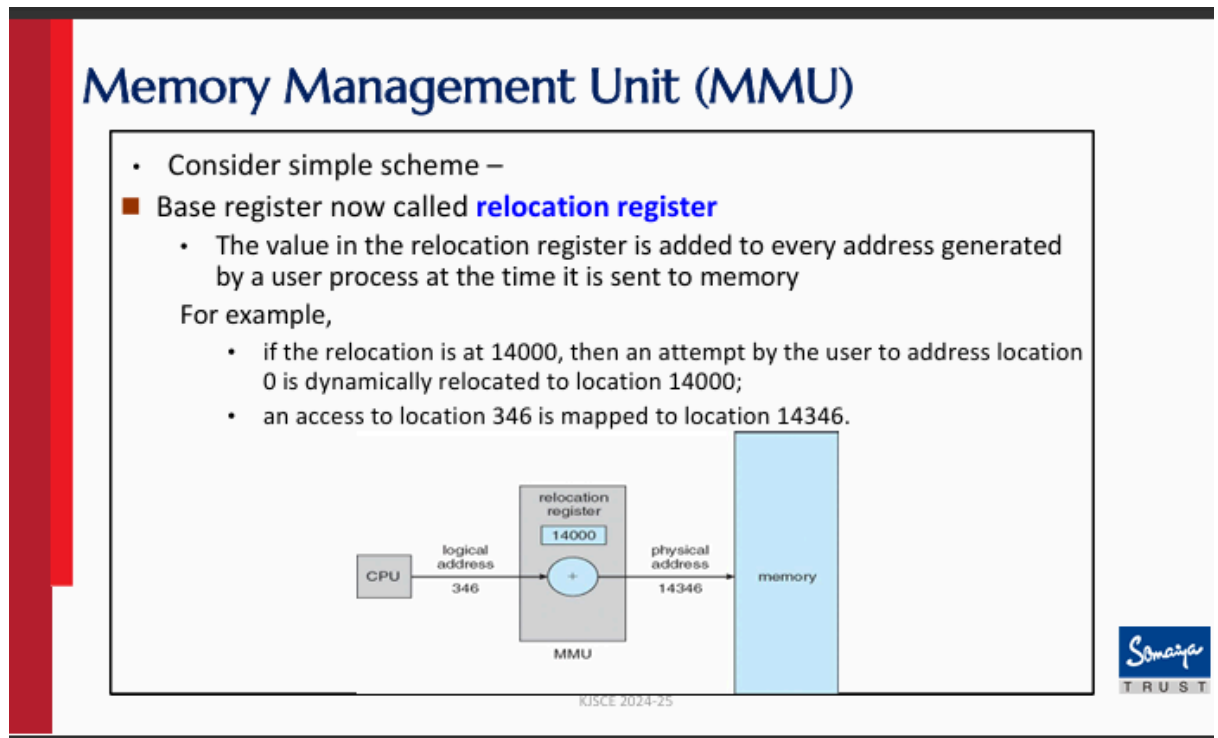 Memory Management Unit (MMU)
• Consider simple scheme –
■ Base register now called relocation register
• The value in the relocation register is added to every address generated
by a user process at the time it is sent to memory
For example,
• if the relocation is at 14000, then an attempt by the user to address location
0 is dynamically relocated to location 14000;
• an access to location 346 is mapped to location 14346.
relocation
register
14000
CPU
logical
address
346
+
physical
address
14346
memory
MMU
KJSCE 2024-25
Somaiya
TRUST